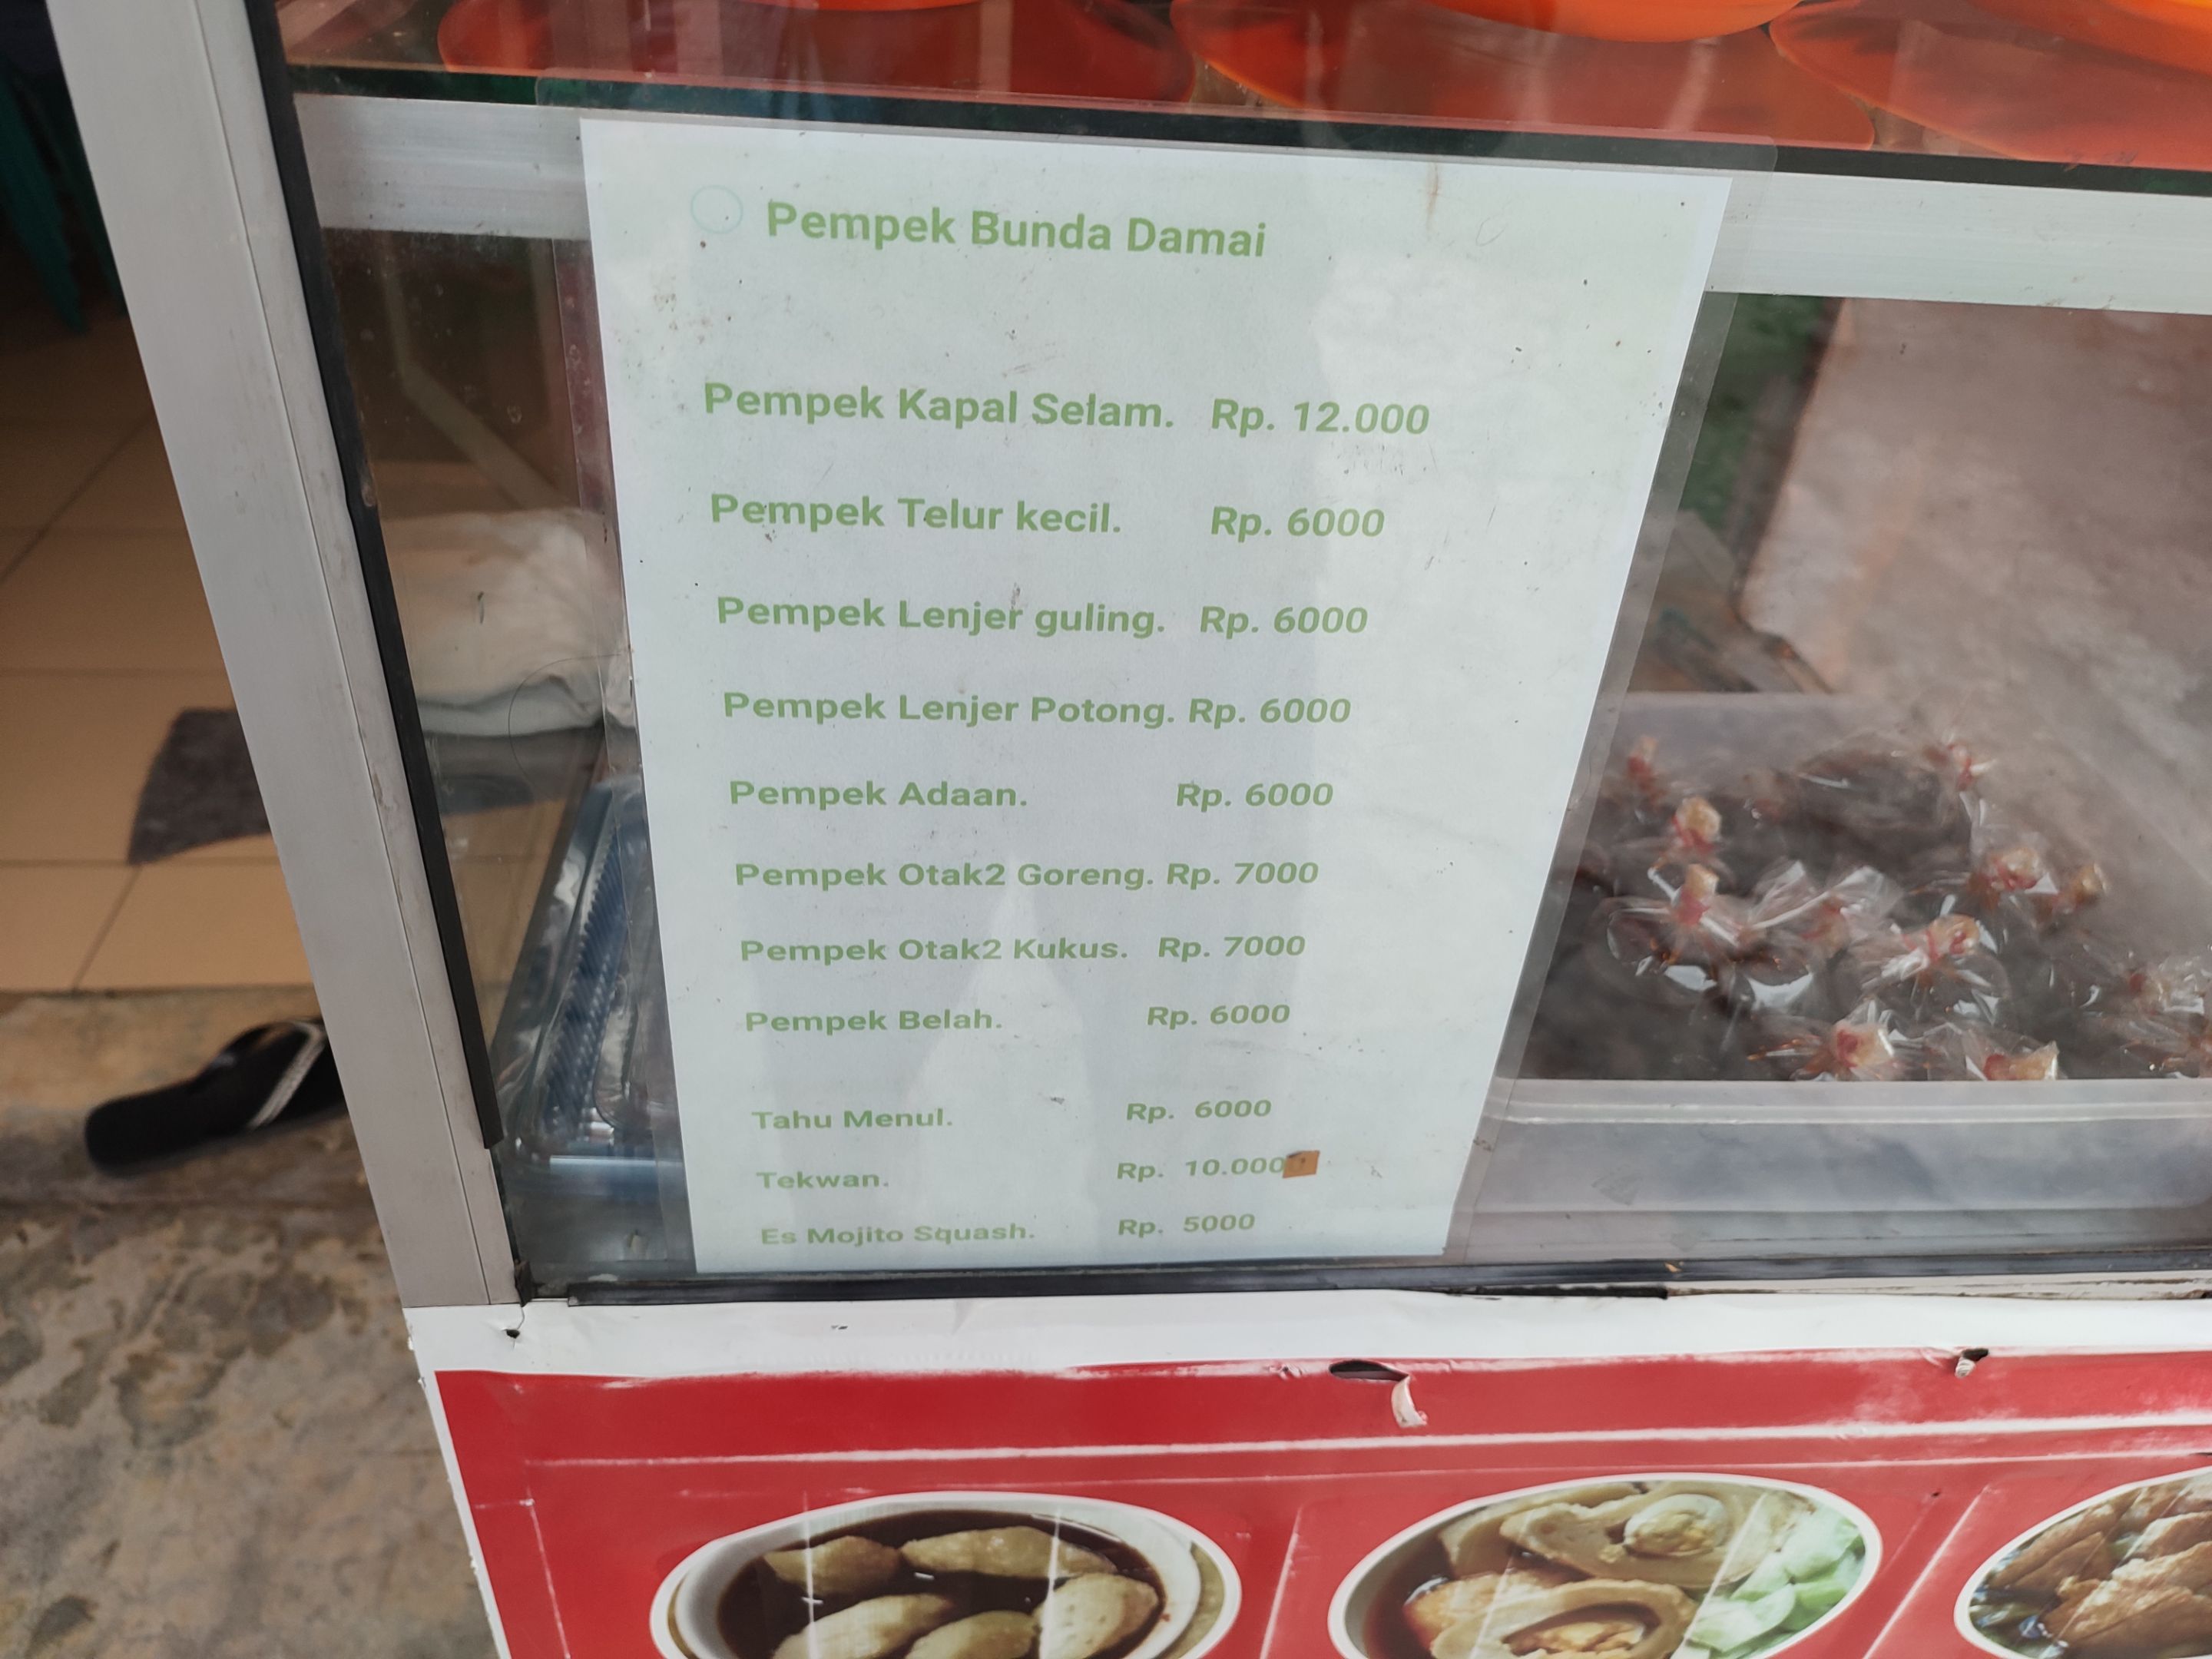 Pempek Bunda Damai
Pempek Kapal Selam. Rp. 12.000
Pempek Telur kecil. Rp. 6000
Pempek Lenjer guling. Rp. 6000
Pempek Lenjer Potong. Rp. 6000
Pempek Adaan. Rp. 6000
Pempek Otak2 Goreng. Rp. 7000
Pempek Otak2 Kukus. Rp. 7000
Pempek Belah. Rp. 6000
Tahu Menul. Rp. 6000
Tekwan. Rp. 10.000
Es Mojito Squash. Rp. 5000